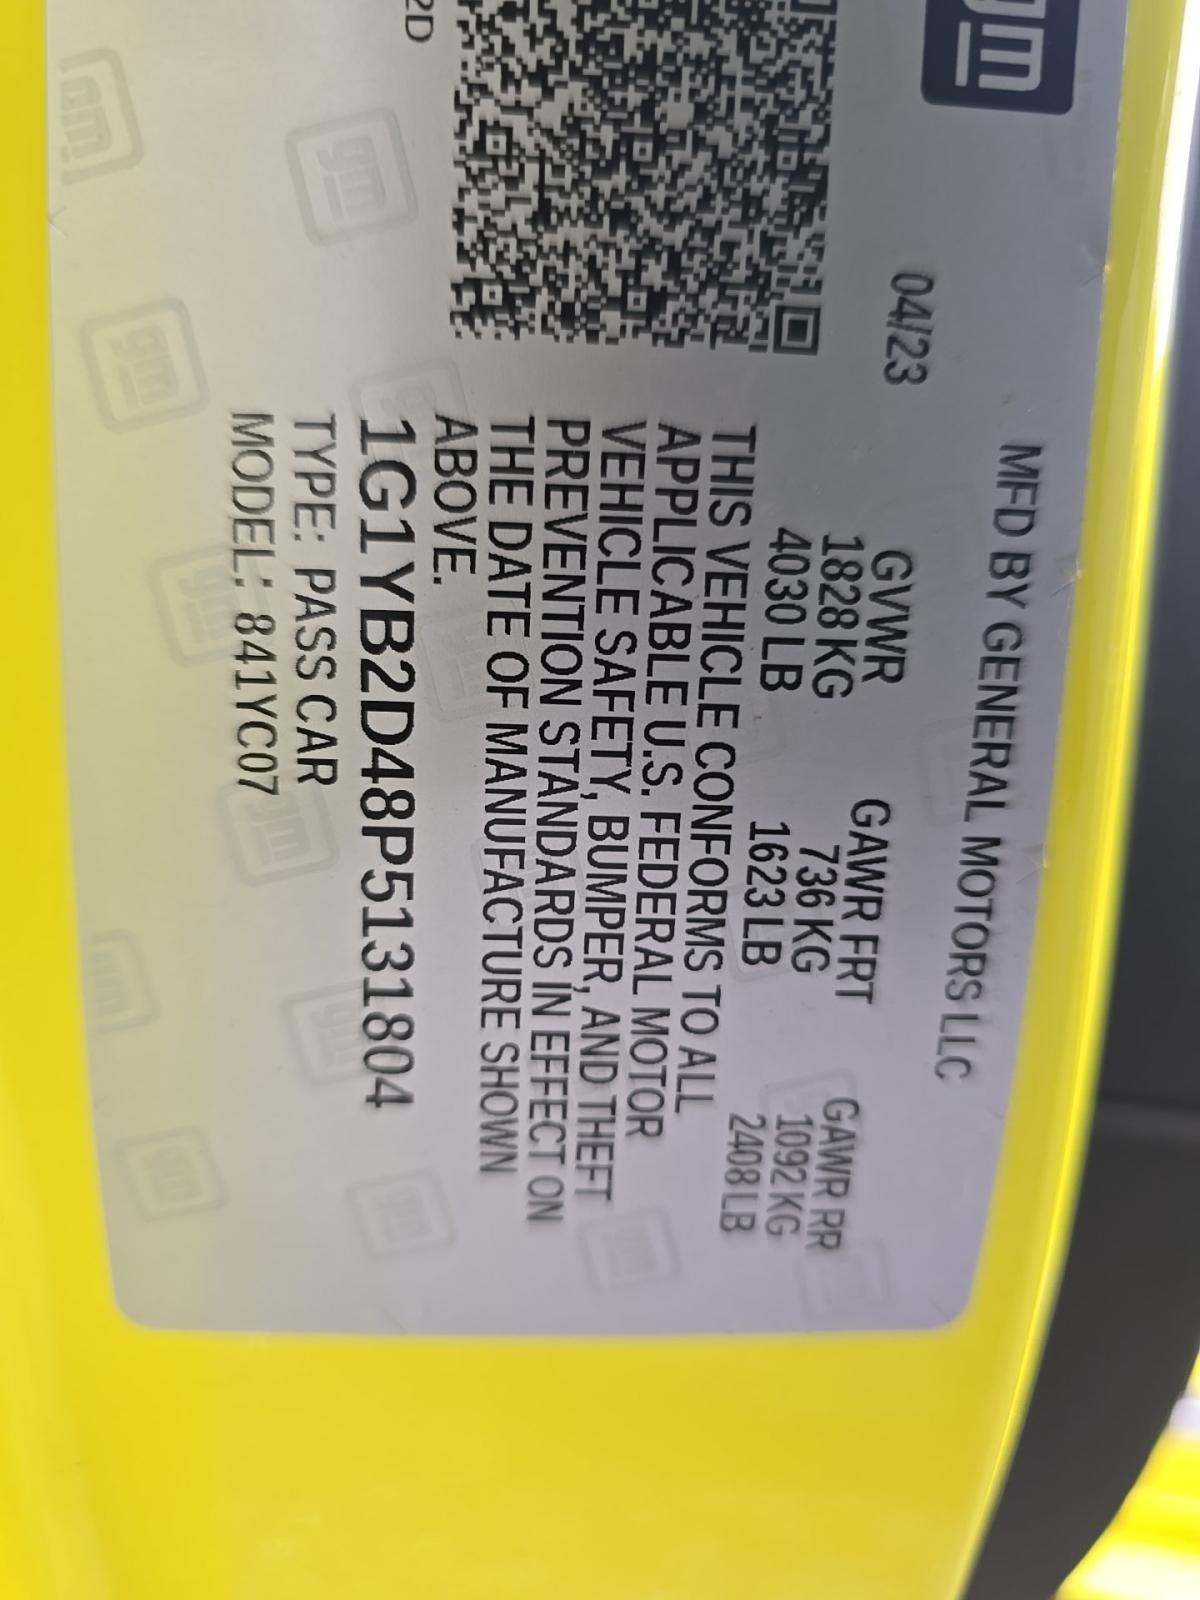 gm
MFD BY GENERAL MOTORS LLC
04/23
GVWR GAWR FRT GAWR RR
1828 KG 736 KG 1092 KG
4030 LB 1623 LB 2408 LB
THIS VEHICLE CONFORMS TO ALL
APPLICABLE U.S. FEDERAL MOTOR
VEHICLE SAFETY, BUMPER, AND THEFT
PREVENTION STANDARDS IN EFFECT ON
THE DATE OF MANUFACTURE SHOWN
ABOVE.
2D
1G1YB2D48P5131804
TYPE: PASS CAR
MODEL: 841YC07